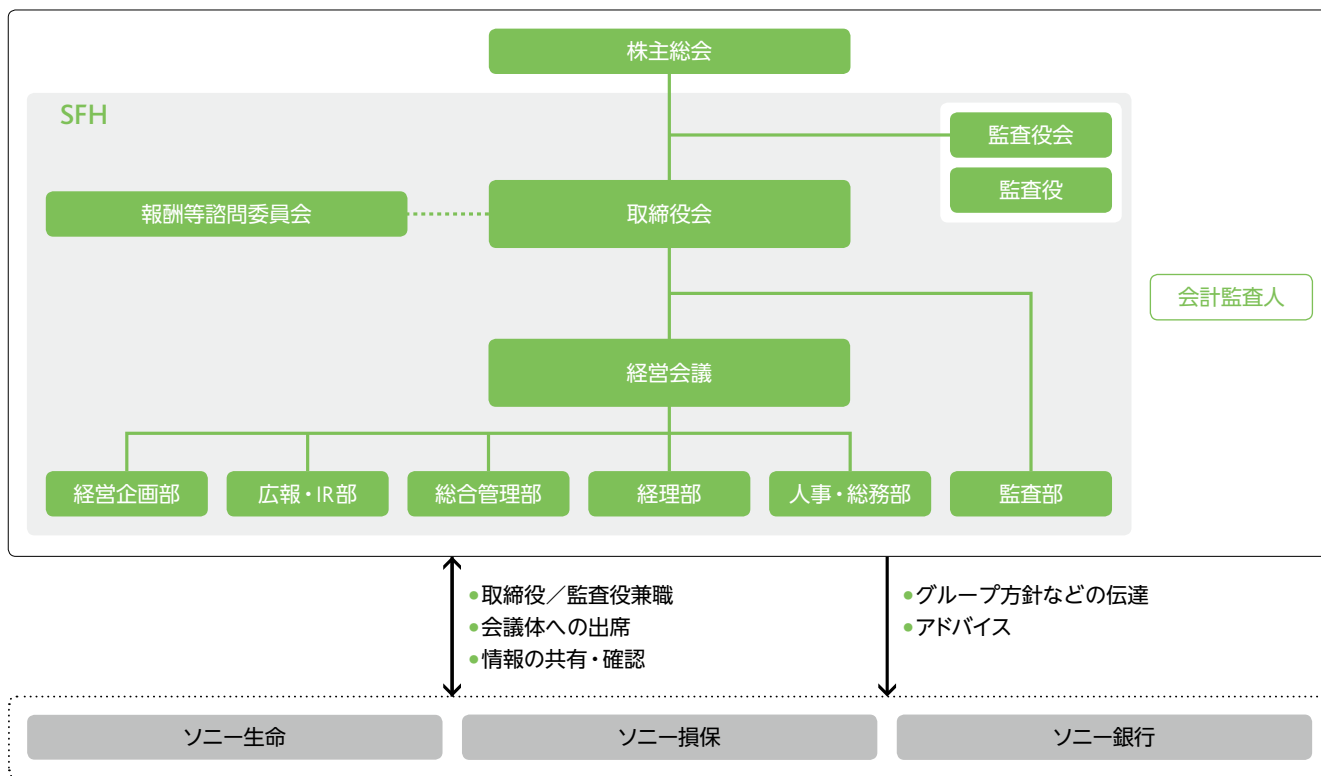 株主総会
SFH
監査役会
監査役
報酬等諮問委員会
取締役会
会計監査人
経営会議
経営企画部
広報・IR部
総合管理部
経理部
人事・総務部
監査部
●取締役／監査役兼職
●会議体への出席
●情報の共有・確認
●グループ方針などの伝達
●アドバイス
ソニー生命
ソニー損保
ソニー銀行